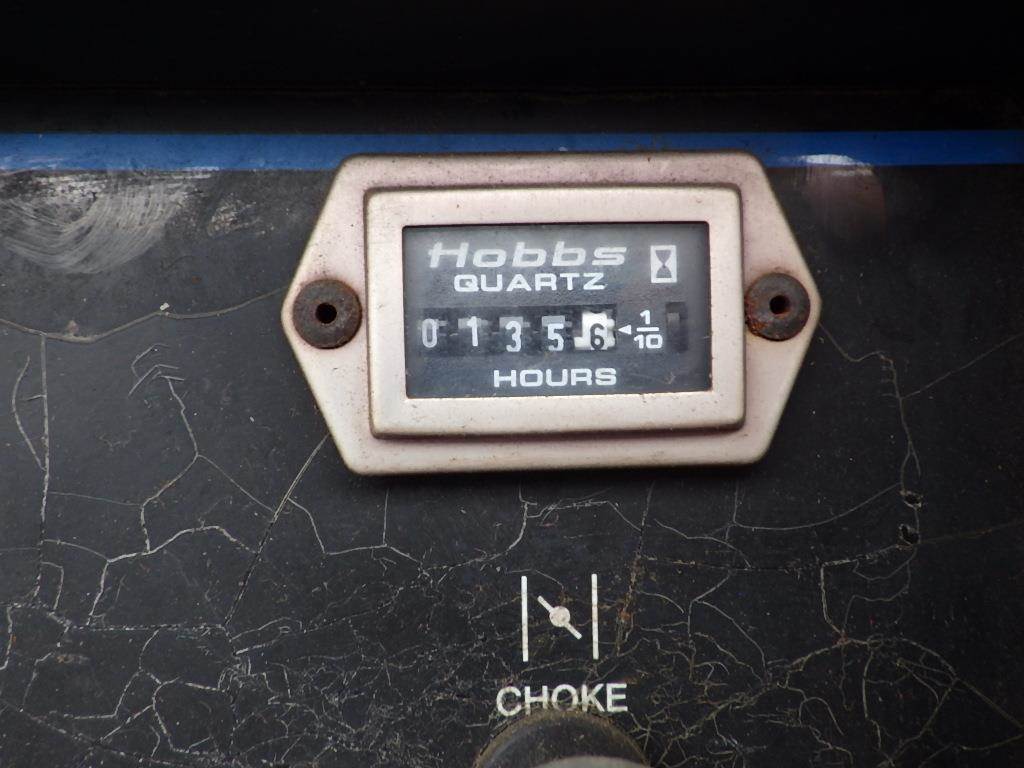 Hobbs
QUARTZ
0 1 3 5 6 ◄ 1/10
HOURS
CHOKE